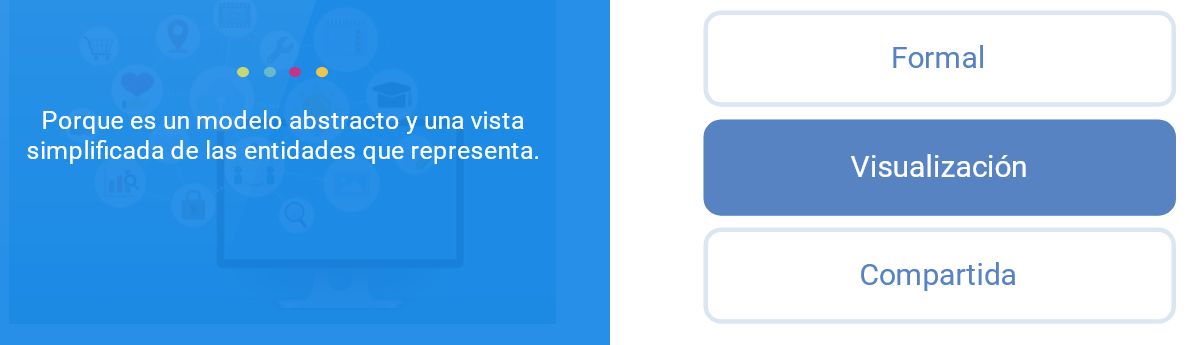 Porque es un modelo abstracto y una vista
simplificada de las entidades que representa.
Formal
Visualización
Compartida